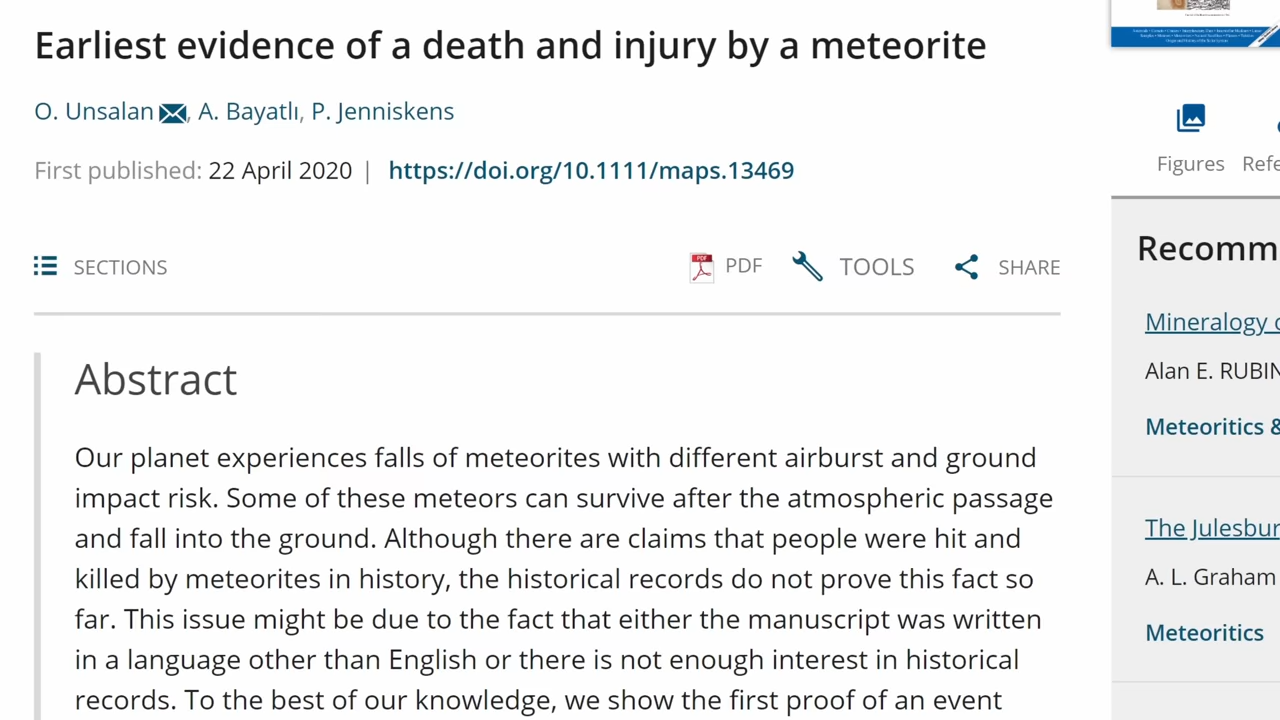 Earliest evidence of a death and injury by a meteorite
O. Unsalan, A. Bayatlı, P. Jenniskens
First published: 22 April 2020 | https://doi.org/10.1111/maps.13469
Figures Refe
SECTIONS PDF TOOLS SHARE
Abstract
Our planet experiences falls of meteorites with different airburst and ground
impact risk. Some of these meteors can survive after the atmospheric passage
and fall into the ground. Although there are claims that people were hit and
killed by meteorites in history, the historical records do not prove this fact so
far. This issue might be due to the fact that either the manuscript was written
in a language other than English or there is not enough interest in historical
records. To the best of our knowledge, we show the first proof of an event
Recomm
Mineralogy
Alan E. RUBIN
Meteoritics &
The Julesbur
A. L. Graham
Meteoritics